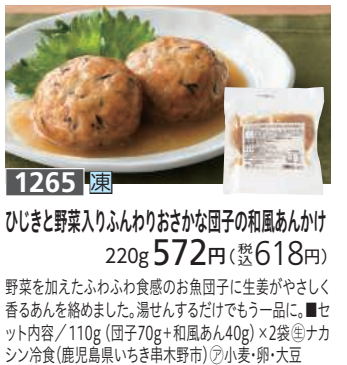 1265 凍
ひじきと野菜入りふんわりおさかな団子の和風あんかけ
220g 572円(税込618円)
野菜を加えたふわふわ食感のお魚団子に生姜がやさしく
香るあんを絡めました。湯せんするだけでもう一品に。■セ
ット内容／110g(団子70g+和風あん40g)×2袋㊓ナカ
シン冷食(鹿児島県いちき串木野市)㋐小麦・卵・大豆